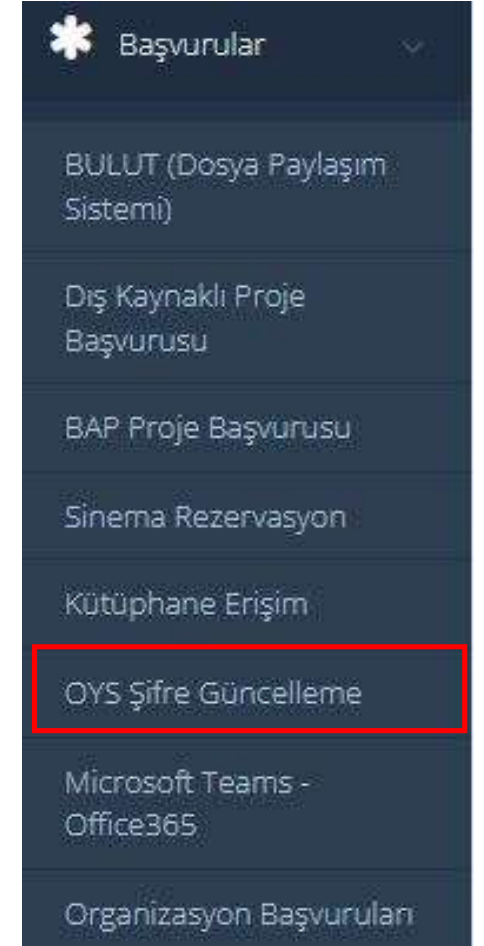 Başvurular
BULUT (Dosya Paylaşım
Sistemi)
Dış Kaynaklı Proje
Başvurusu
BAP Proje Başvurusu
Sinema Rezervasyon
Kütüphane Erişim
OYS Şifre Güncelleme
Microsoft Teams -
Office365
Organizasyon Başvuruları